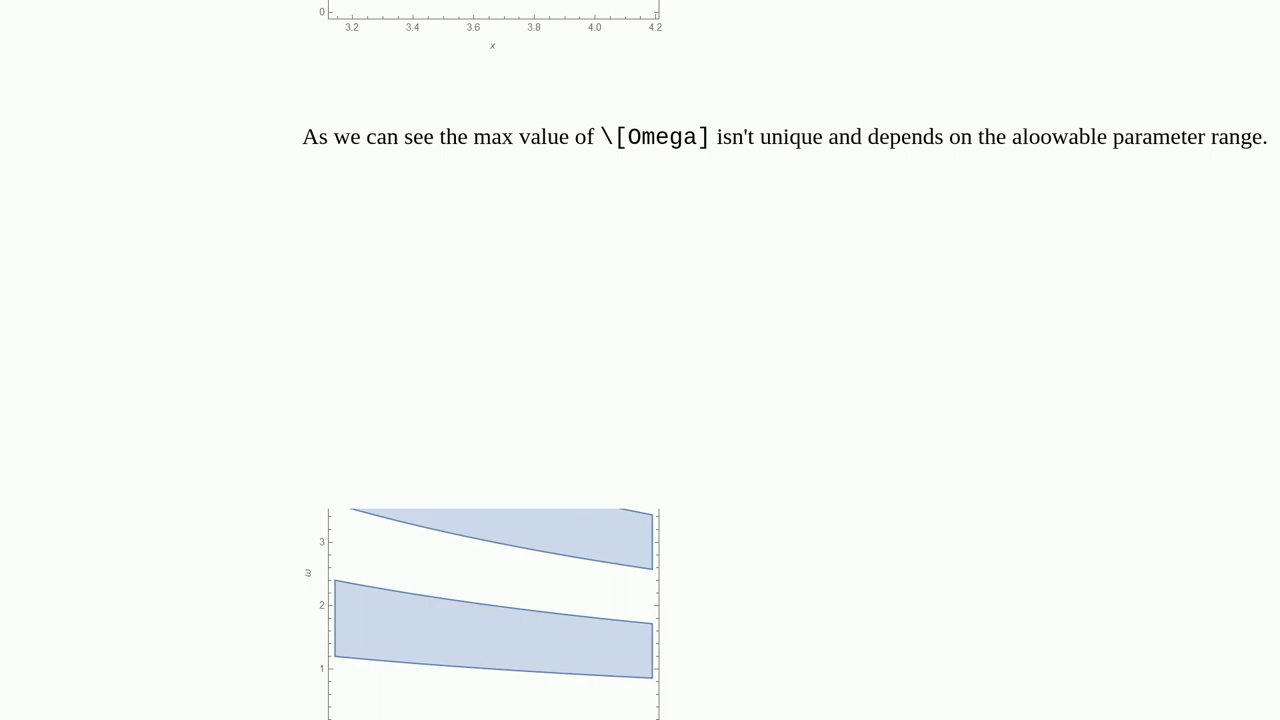 0
3.2 3.4 3.6 3.8 4.0 4.2
x
As we can see the max value of \[Omega] isn't unique and depends on the aloowable parameter range.
3
ω
2
1